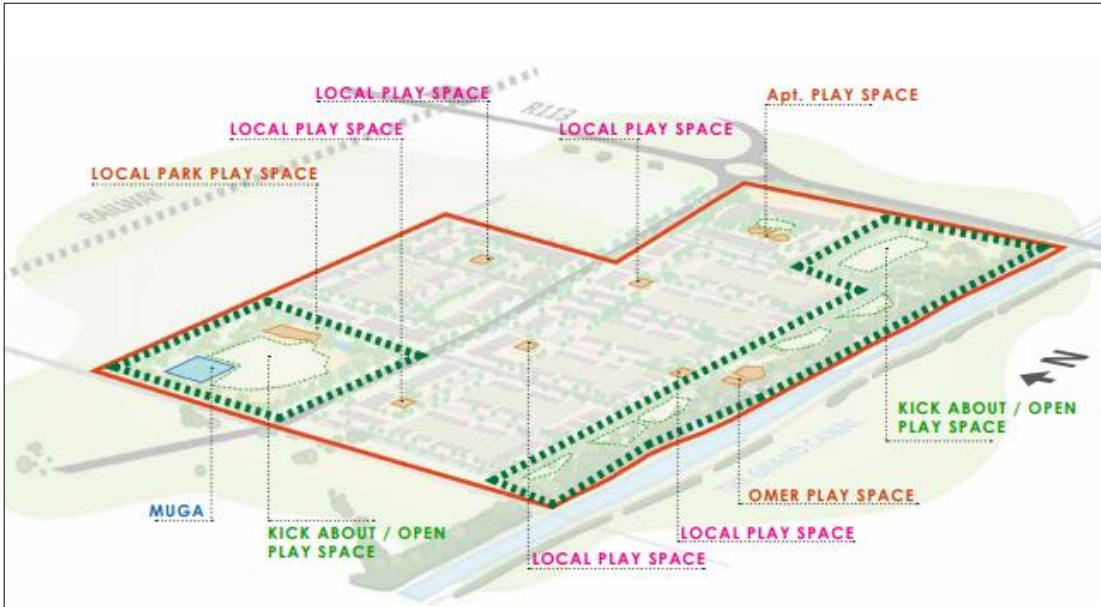 LOCAL PLAY SPACE
Apt. PLAY SPACE
R113
LOCAL PLAY SPACE
LOCAL PLAY SPACE
LOCAL PARK PLAY SPACE
RAILWAY
N
KICK ABOUT / OPEN
PLAY SPACE
GRAND CANAL
OMER PLAY SPACE
MUGA
KICK ABOUT / OPEN
PLAY SPACE
LOCAL PLAY SPACE
LOCAL PLAY SPACE